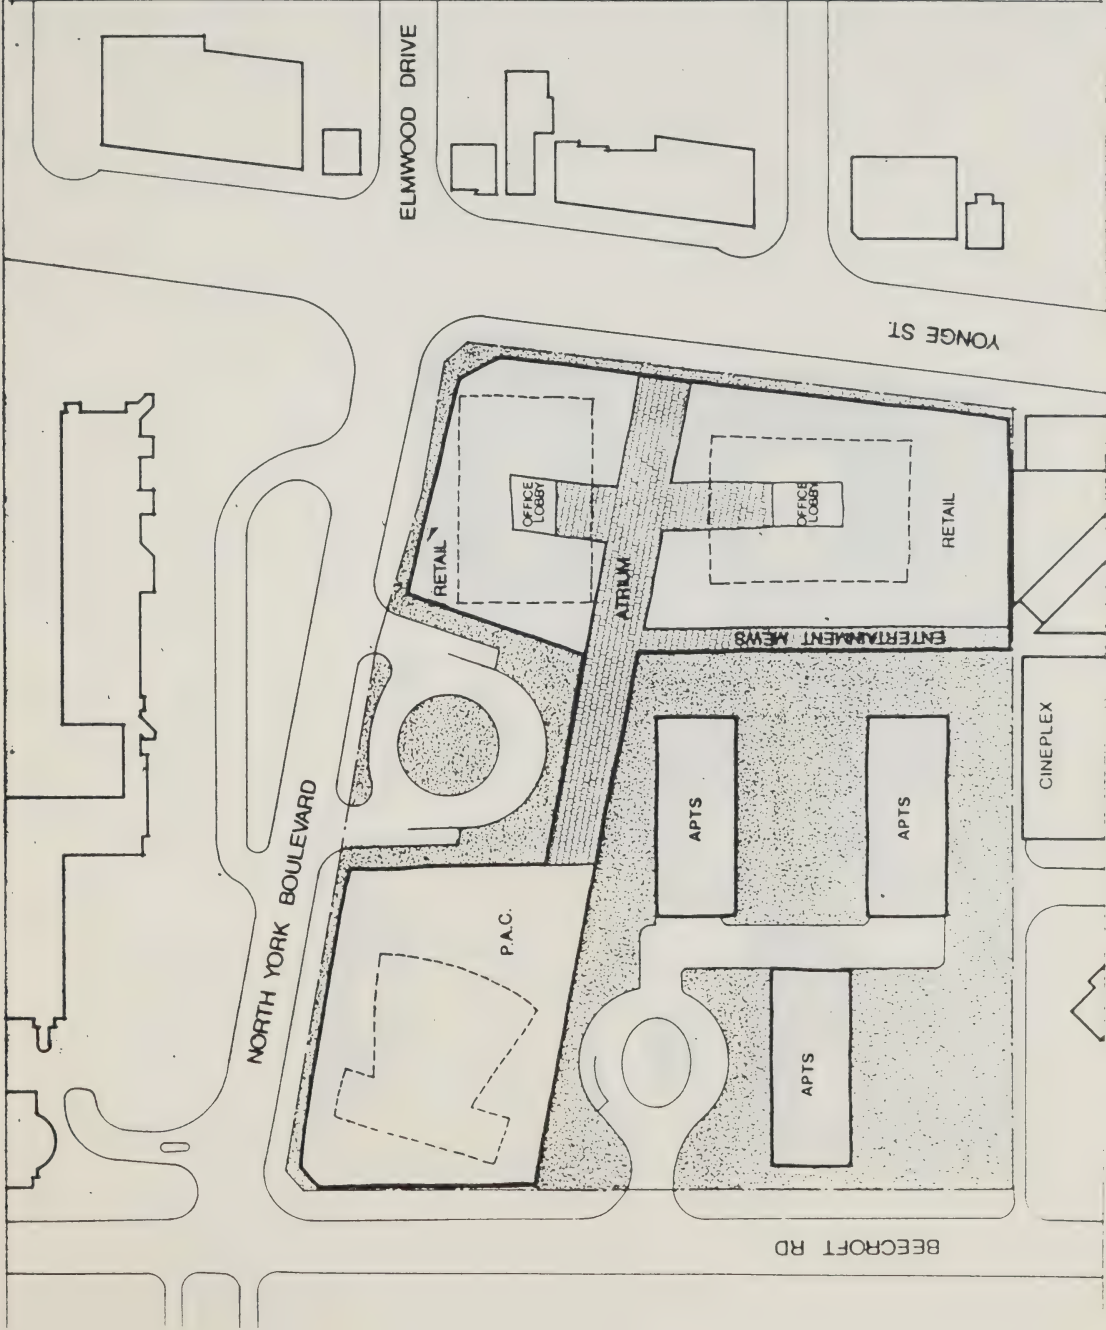 ELMWOOD DRIVE
YONGE ST.
OFFICE
LOBBY
OFFICE
LOBBY
RETAIL
RETAIL
ATRIUM
ENTERTAINMENT MEWS
NORTH YORK BOULEVARD
P.A.C.
APTS
APTS
APTS
CINEPLEX
BEECROFT RD